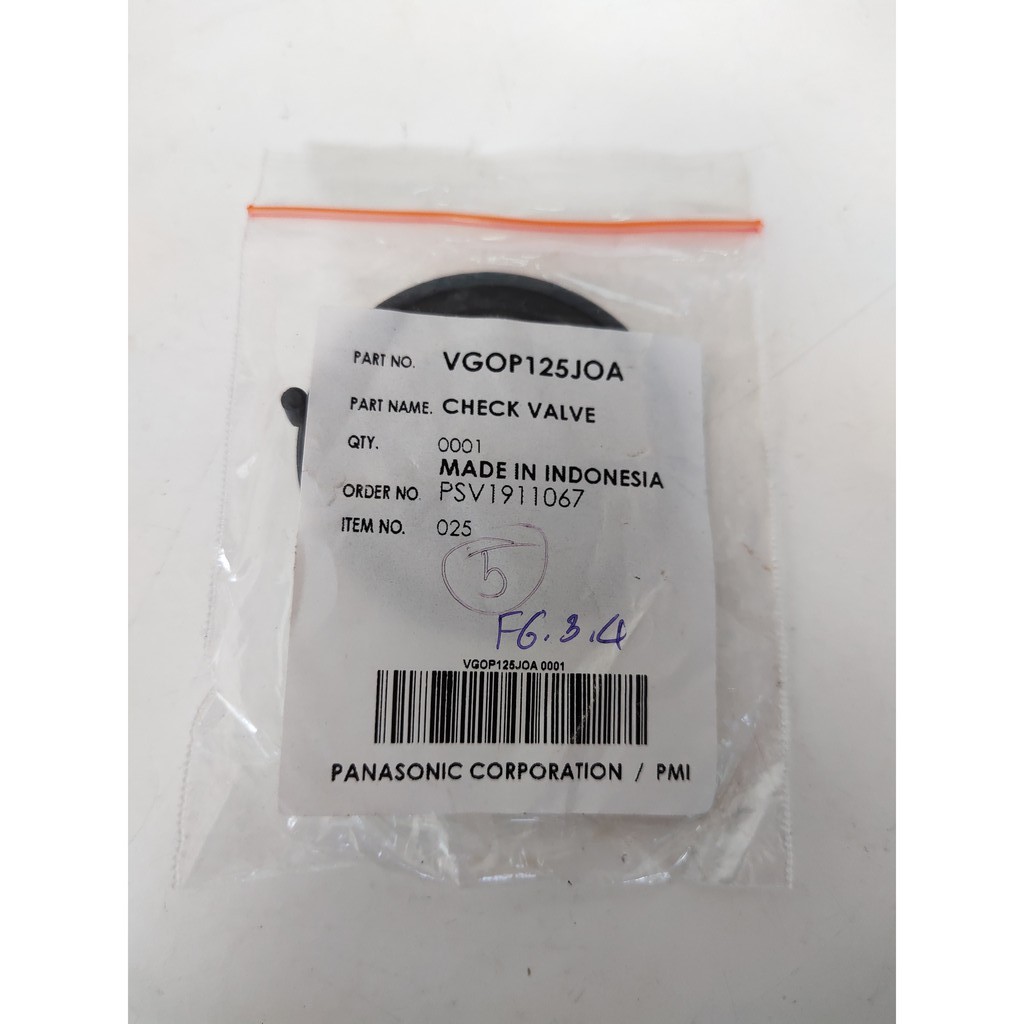 PART NO. VGOP125JOA
PART NAME. CHECK VALVE
QTY. 0001
MADE IN INDONESIA
ORDER NO. PSV1911067
ITEM NO. 025
5
FG.3.4
VGOP125JOA 0001
PANASONIC CORPORATION / PMI